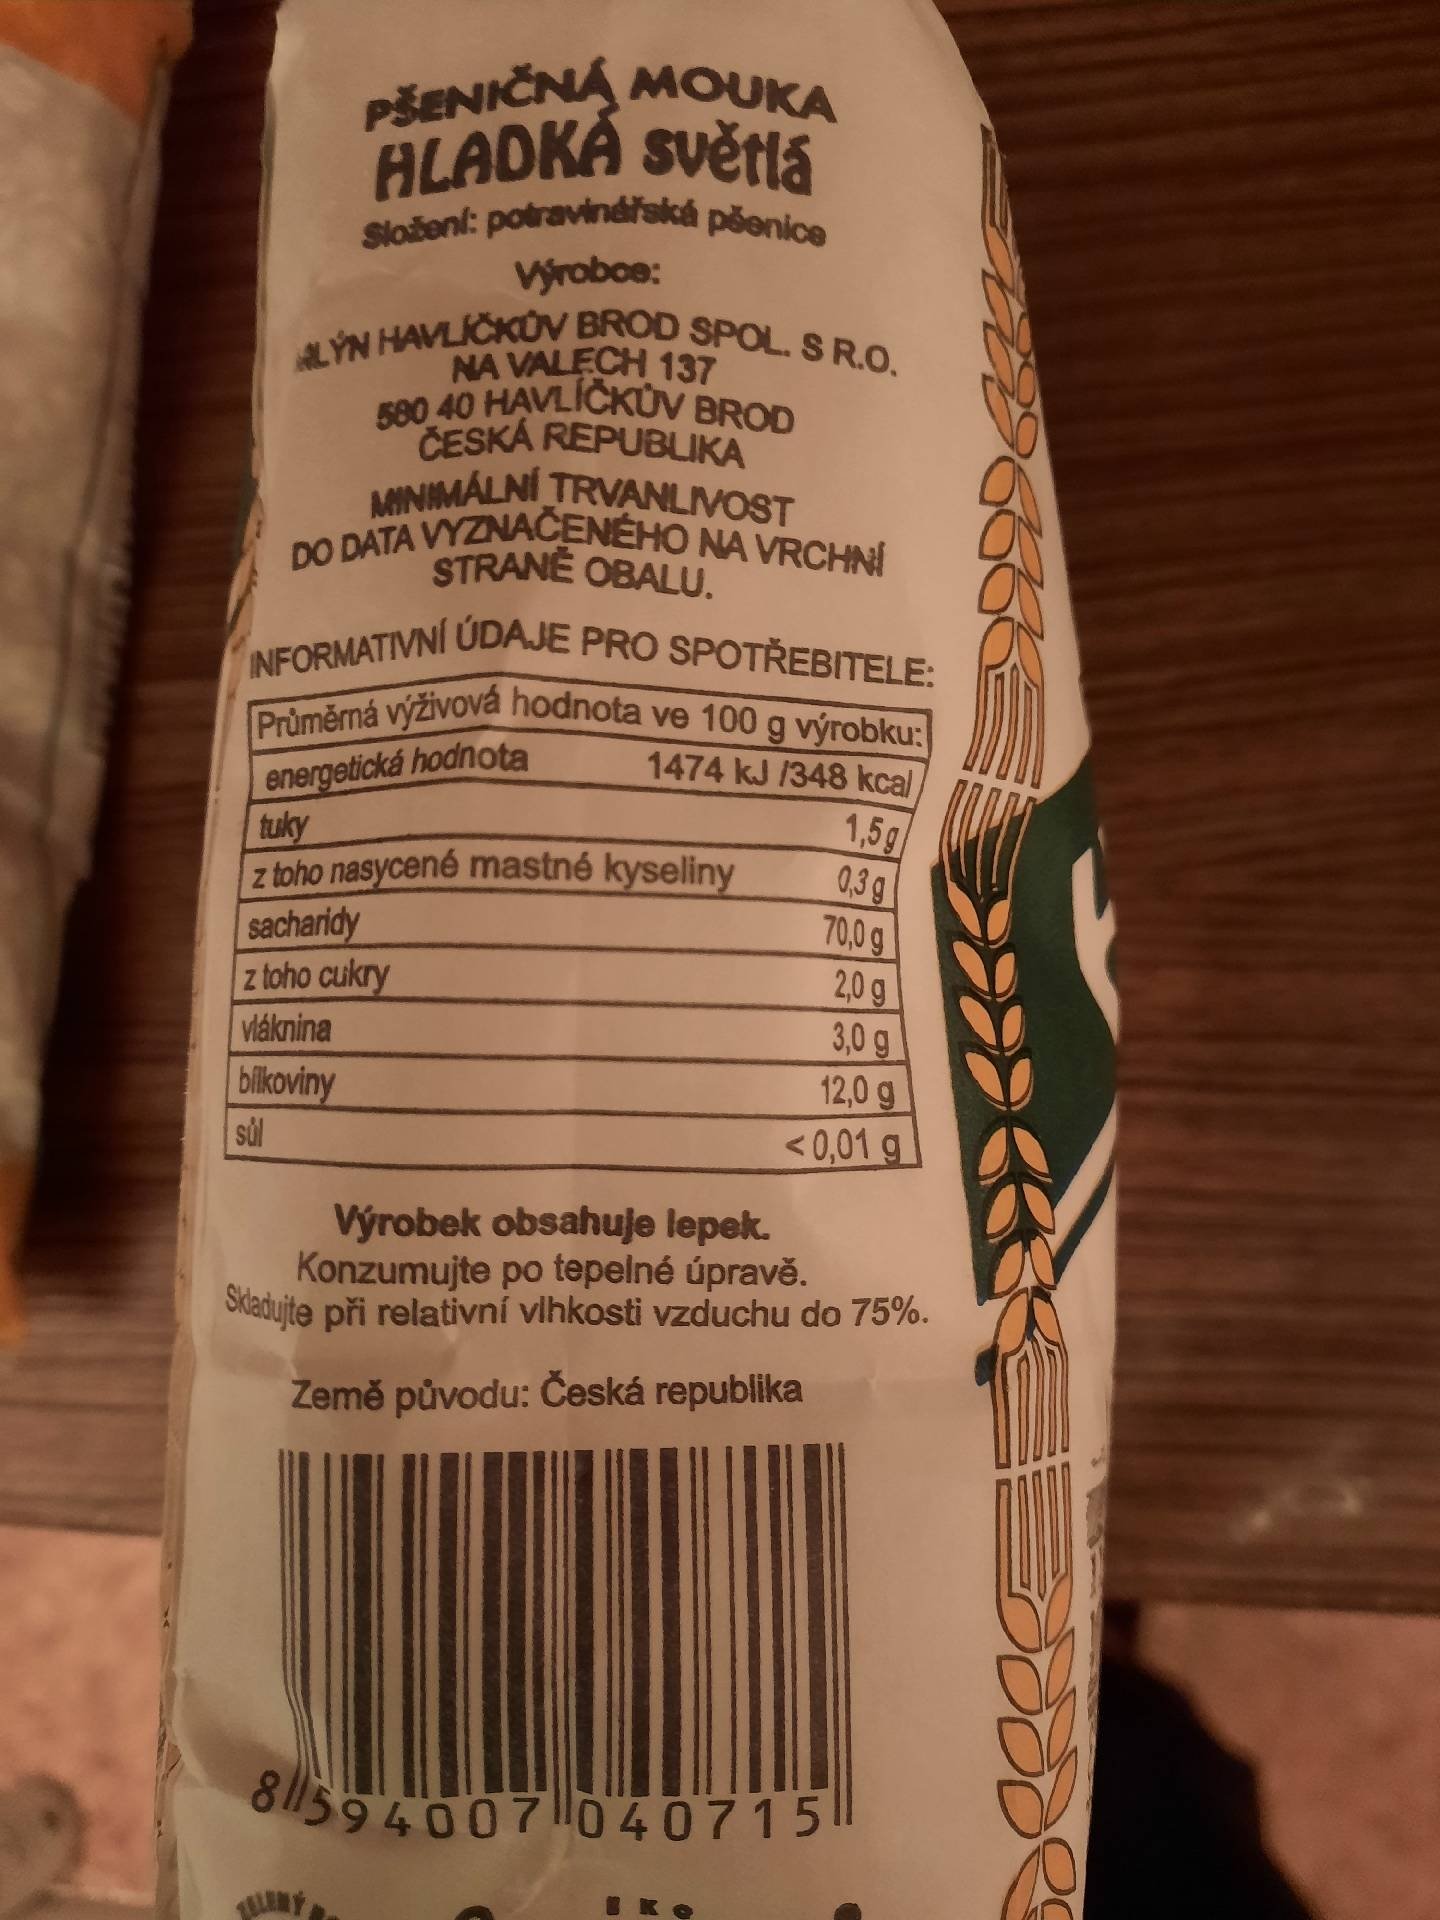 PŠENIČNÁ MOUKA
HLADKÁ světlá
Složení: potravinářská pšenice
Výrobce:
MLÝN HAVLÍČKŮV BROD SPOL. S R.O.
NA VALECH 137
580 40 HAVLÍČKŮV BROD
ČESKÁ REPUBLIKA
MINIMÁLNÍ TRVANLIVOST
DO DATA VYZNAČENÉHO NA VRCHNÍ
STRANĚ OBALU.
INFORMATIVNÍ ÚDAJE PRO SPOTŘEBITELE:
Průměrná výživová hodnota ve 100 g výrobku:
energetická hodnota 1474 kJ /348 kcal
tuky 1,5 g
z toho nasycené mastné kyseliny 0,3 g
sacharidy 70,0 g
z toho cukry 2,0 g
vláknina 3,0 g
bílkoviny 12,0 g
sůl < 0,01 g
Výrobek obsahuje lepek.
Konzumujte po tepelné úpravě.
Skladujte při relativní vlhkosti vzduchu do 75%.
Země původu: Česká republika
8 594007 040715